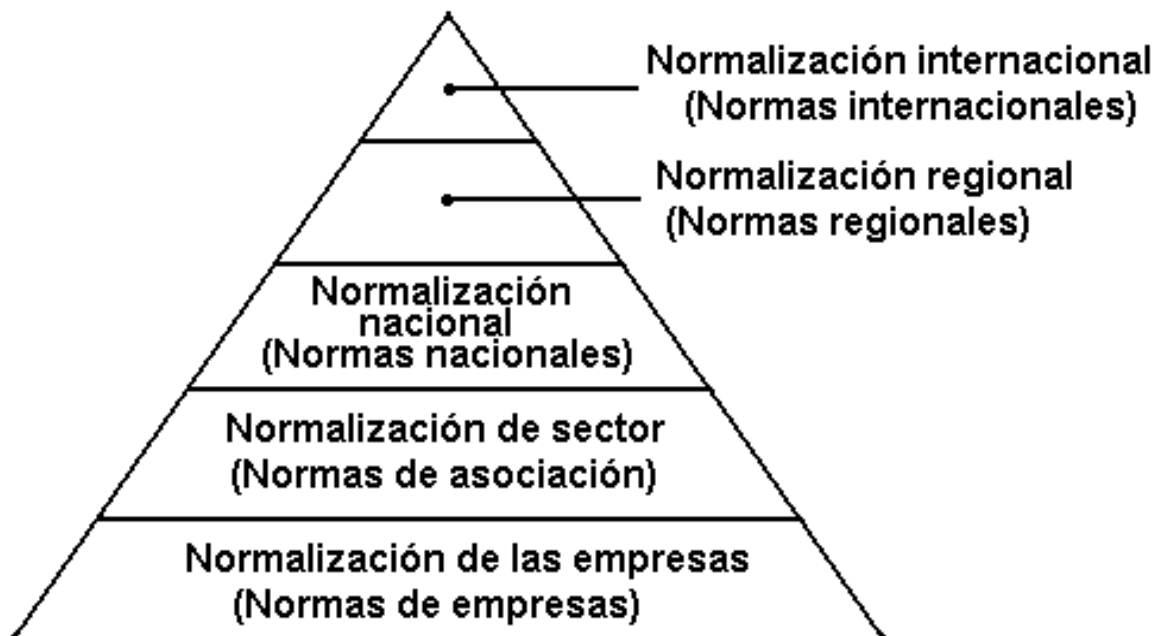 Normalización internacional
(Normas internacionales)
Normalización regional
(Normas regionales)
Normalización
nacional
(Normas nacionales)
Normalización de sector
(Normas de asociación)
Normalización de las empresas
(Normas de empresas)